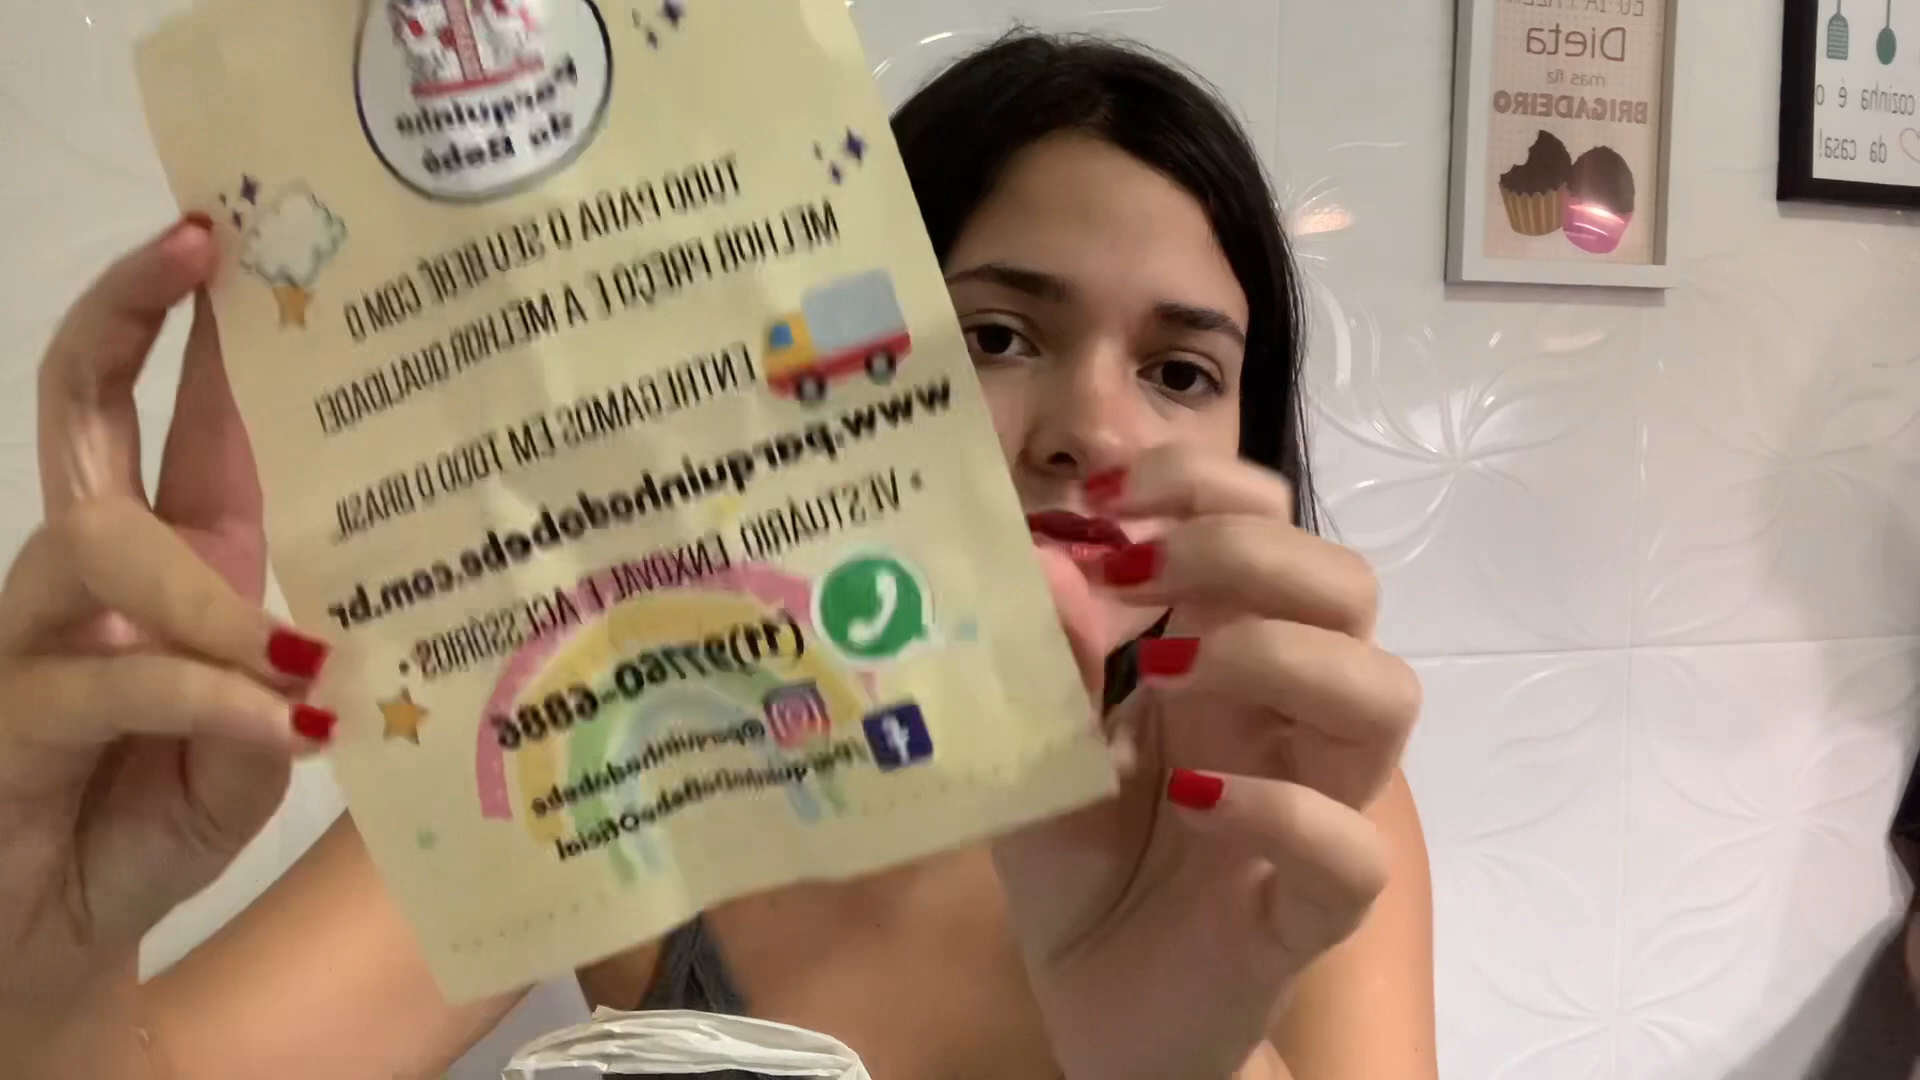 Parquinho
do Bebê
TUDO PARA O SEU BEBÊ COM O
MELHOR PREÇO E A MELHOR QUALIDADE!
ENTREGAMOS EM TODO O BRASIL
www.parquinhodobebe.com.br
• VESTUÁRIO ENXOVAL E ACESSÓRIOS •
(11)97760-6886
@parquinhodobebe
/ParquinhoDoBebeOficial
Dieta
mas fiz
BRIGADEIRO
cozinha é o
da casa!